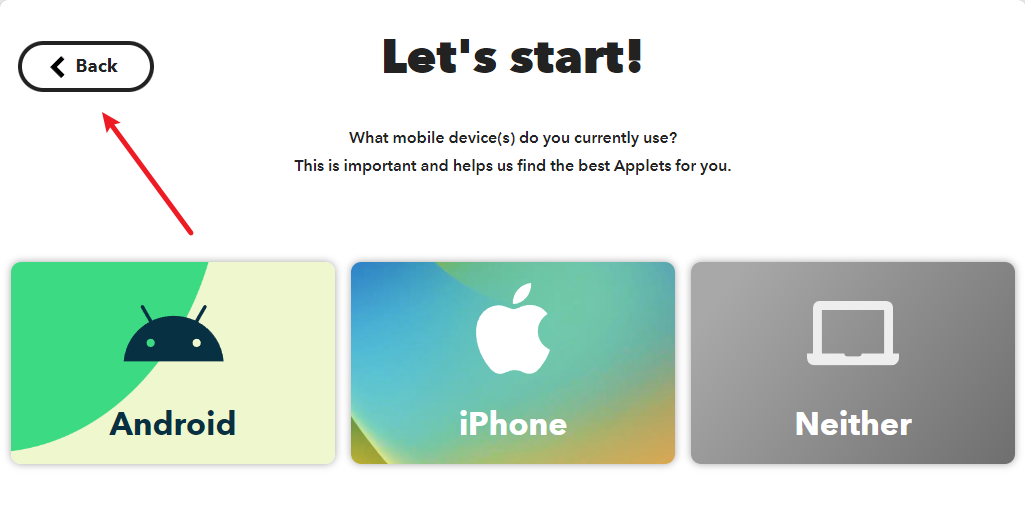 Back
Let's start!
What mobile device(s) do you currently use?
This is important and helps us find the best Applets for you.
Android
iPhone
Neither